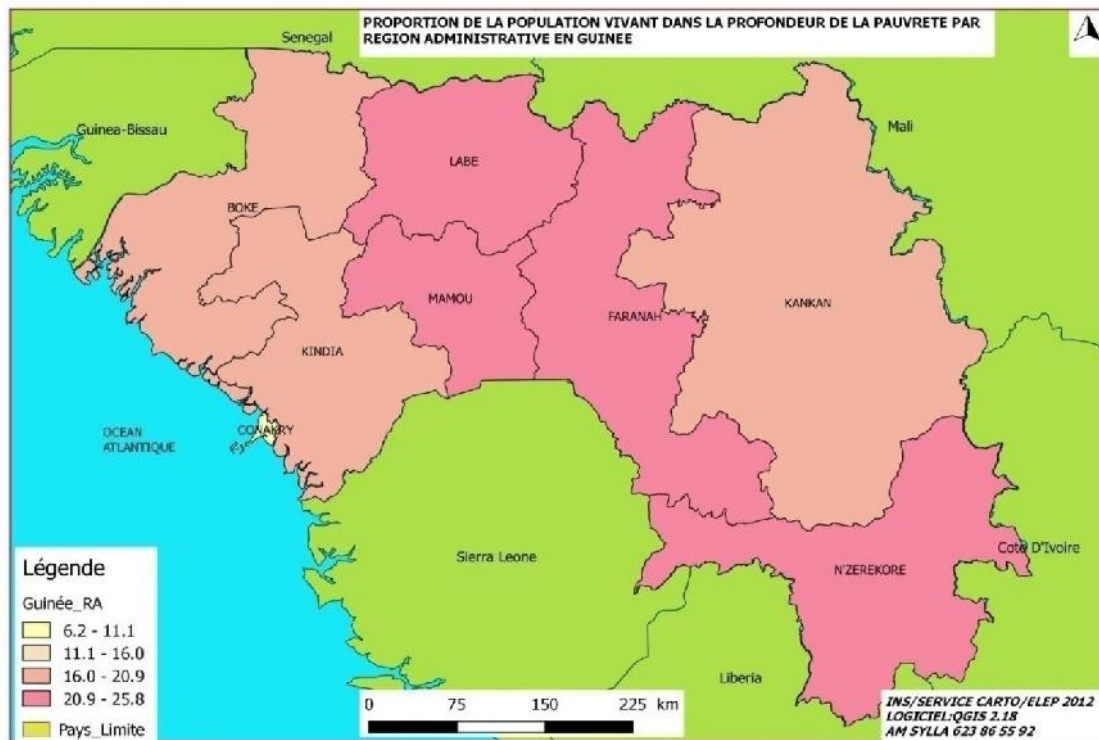 PROPORTION DE LA POPULATION VIVANT DANS LA PROFONDEUR DE LA PAUVRETE PAR
REGION ADMINISTRATIVE EN GUINEE
Senegal
Guinea-Bissau
Mali
LABE
BOKE
MAMOU
KANKAN
FARANAH
KINDIA
CONAKRY
OCEAN
ATLANTIQUE
Sierra Leone
Coté D'Ivoire
N'ZEREKORE
Liberia
Légende
Guinée_RA
6.2 - 11.1
11.1 - 16.0
16.0 - 20.9
20.9 - 25.8
Pays_Limite
0 75 150 225 km
INS/SERVICE CARTO/ELEP 2012
LOGICIEL:QGIS 2.18
AM SYLLA 623 86 55 92